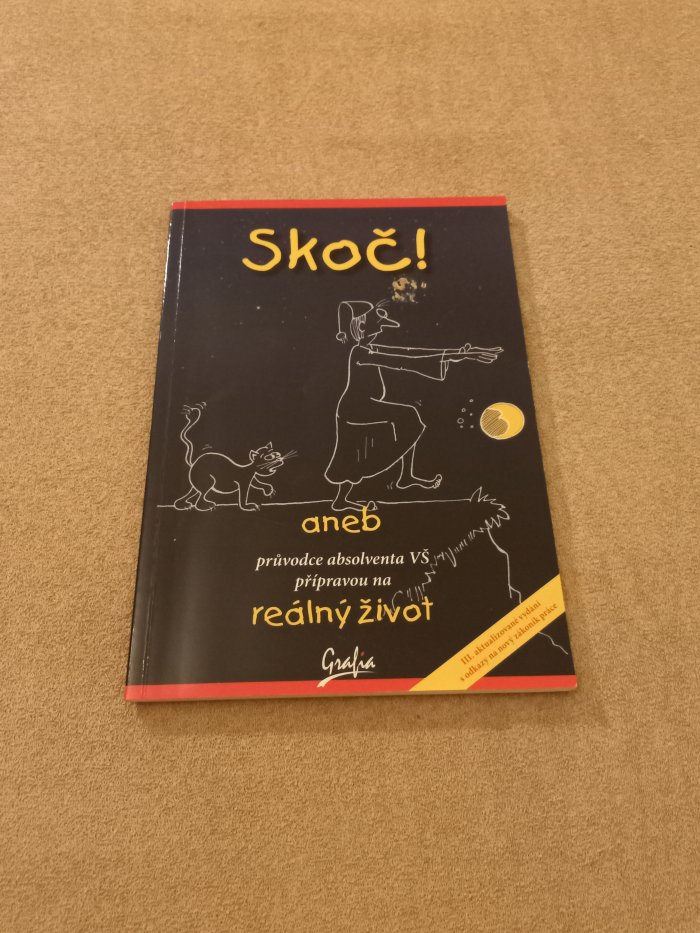 Skoč!
aneb
průvodce absolventa VŠ
přípravou na
reálný život
Grafia
III. aktualizované vydání
s odkazy na nový zákoník práce